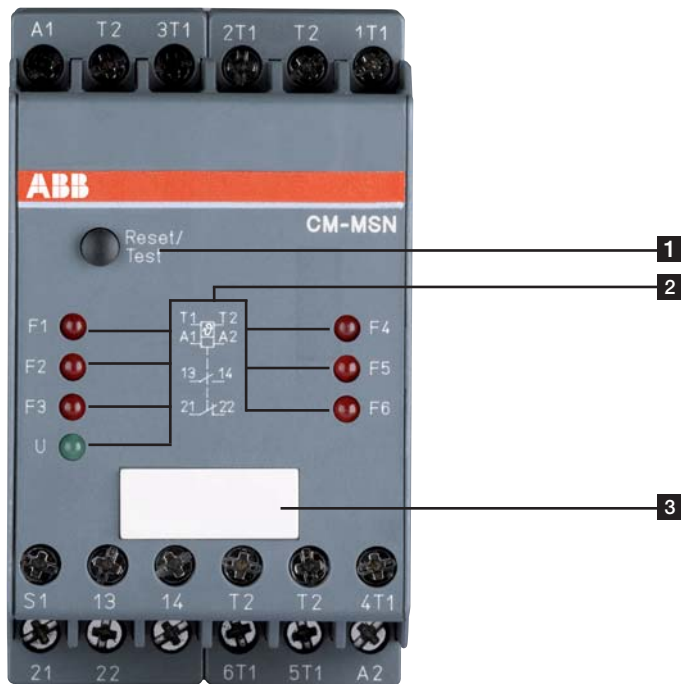 A1 T2 3T1 2T1 T2 1T1
ABB
CM-MSN
Reset/
Test
1
2
T1 T2
A1 A2
13 14
21 22
F1
F2
F3
U
F4
F5
F6
3
S1 13 14 T2 T2 4T1
21 22 6T1 5T1 A2